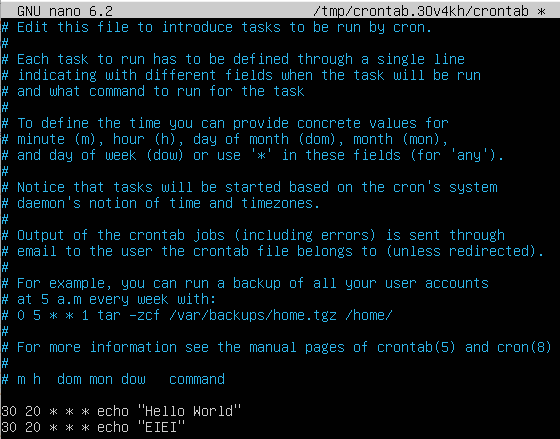 GNU nano 6.2 /tmp/crontab.3Ov4kh/crontab *
# Edit this file to introduce tasks to be run by cron.
#
# Each task to run has to be defined through a single line
# indicating with different fields when the task will be run
# and what command to run for the task
#
# To define the time you can provide concrete values for
# minute (m), hour (h), day of month (dom), month (mon),
# and day of week (dow) or use '*' in these fields (for 'any').
#
# Notice that tasks will be started based on the cron's system
# daemon's notion of time and timezones.
#
# Output of the crontab jobs (including errors) is sent through
# email to the user the crontab file belongs to (unless redirected).
#
# For example, you can run a backup of all your user accounts
# at 5 a.m every week with:
# 0 5 * * 1 tar -zcf /var/backups/home.tgz /home/
#
# For more information see the manual pages of crontab(5) and cron(8)
#
# m h  dom mon dow   command
30 20 * * * echo "Hello World"
30 20 * * * echo "EIEI"